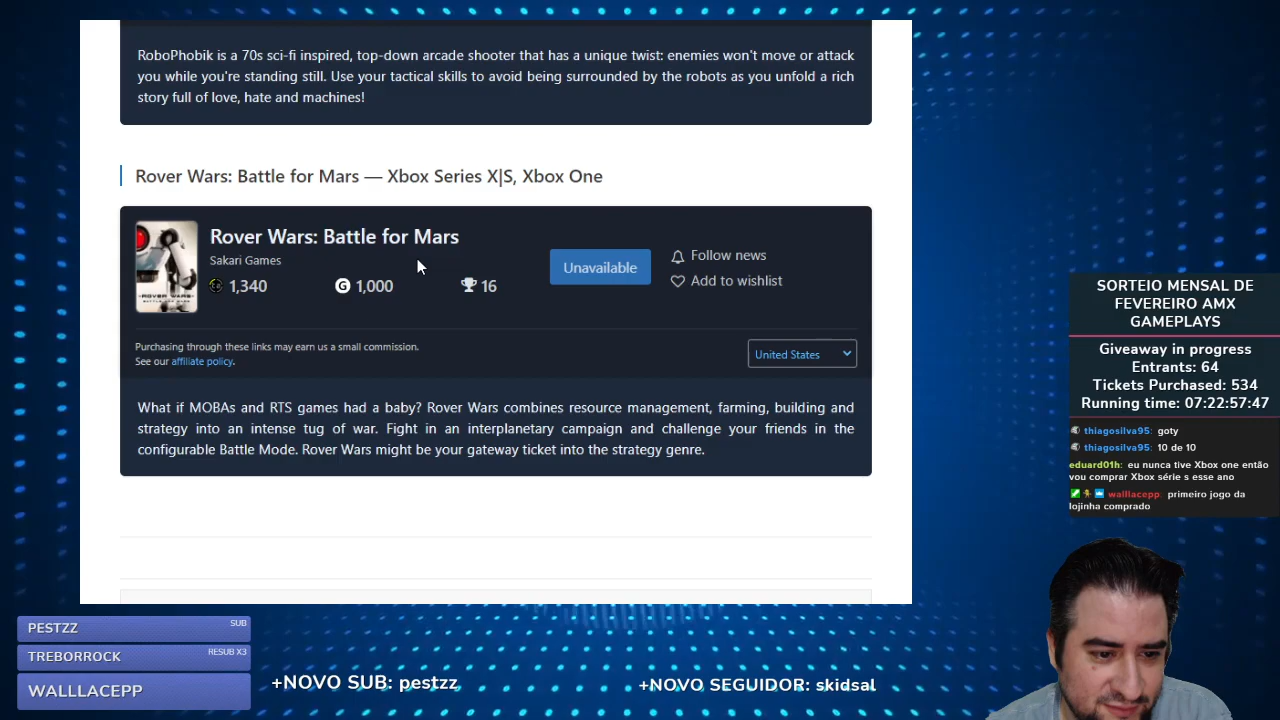 RoboPhobik is a 70s sci-fi inspired, top-down arcade shooter that has a unique twist: enemies won't move or attack
you while you're standing still. Use your tactical skills to avoid being surrounded by the robots as you unfold a rich
story full of love, hate and machines!
Rover Wars: Battle for Mars — Xbox Series X|S, Xbox One
Rover Wars: Battle for Mars
Sakari Games
1,340
G 1,000
16
Unavailable
Follow news
Add to wishlist
Purchasing through these links may earn us a small commission.
See our affiliate policy.
United States
What if MOBAs and RTS games had a baby? Rover Wars combines resource management, farming, building and
strategy into an intense tug of war. Fight in an interplanetary campaign and challenge your friends in the
configurable Battle Mode. Rover Wars might be your gateway ticket into the strategy genre.
SORTEIO MENSAL DE
FEVEREIRO AMX
GAMEPLAYS
Giveaway in progress
Entrants: 64
Tickets Purchased: 534
Running time: 07:22:57:47
thiagosilva95: goty
thiagosilva95: 10 de 10
eduard01h: eu nunca tive Xbox one então
vou comprar Xbox série s esse ano
walllacepp: primeiro jogo da
lojinha comprado
PESTZZ SUB
TREBORROCK RESUB X3
WALLLACEPP
+NOVO SUB: pestzz
+NOVO SEGUIDOR: skidsal